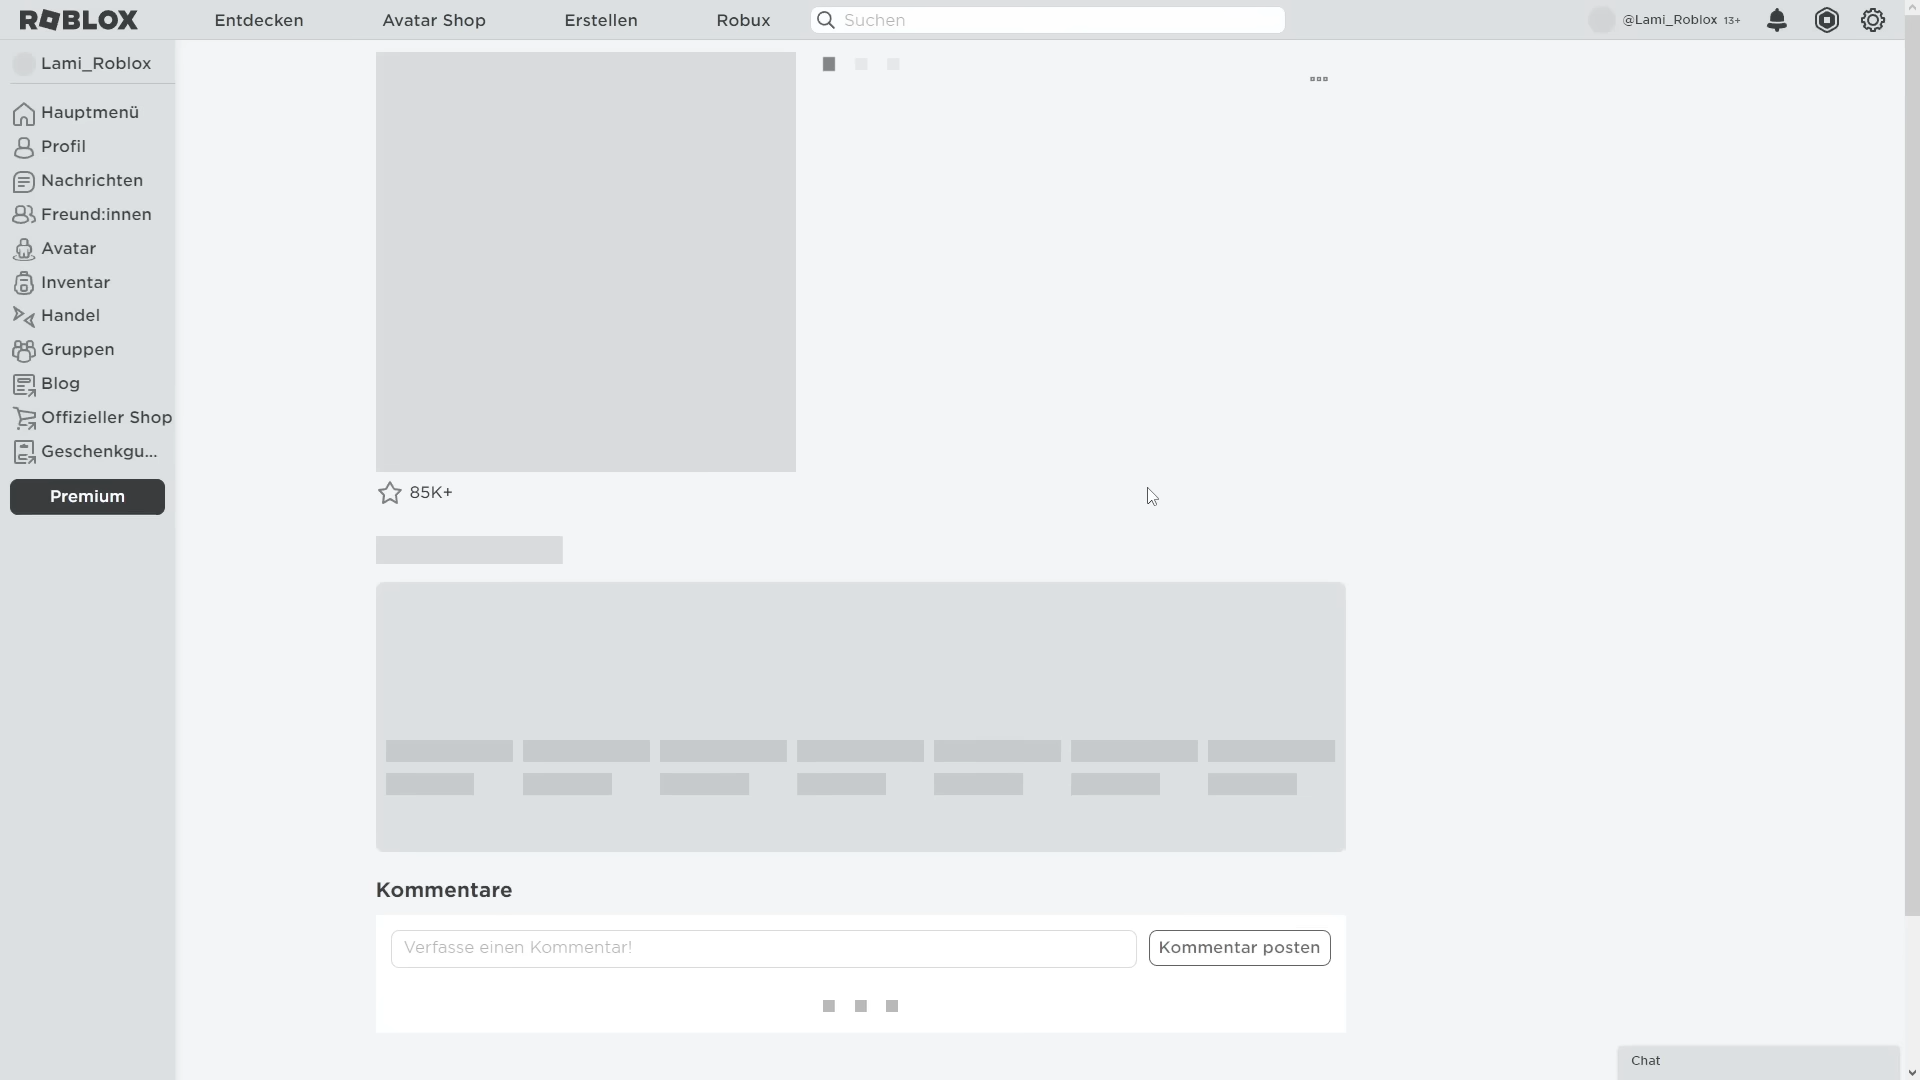 ROBLOX
Entdecken
Avatar Shop
Erstellen
Robux
Suchen
@Lami_Roblox 13+
Lami_Roblox
Hauptmenü
Profil
Nachrichten
Freund:innen
Avatar
Inventar
Handel
Gruppen
Blog
Offizieller Shop
Geschenkgu...
Premium
85K+
Kommentare
Verfasse einen Kommentar!
Kommentar posten
Chat